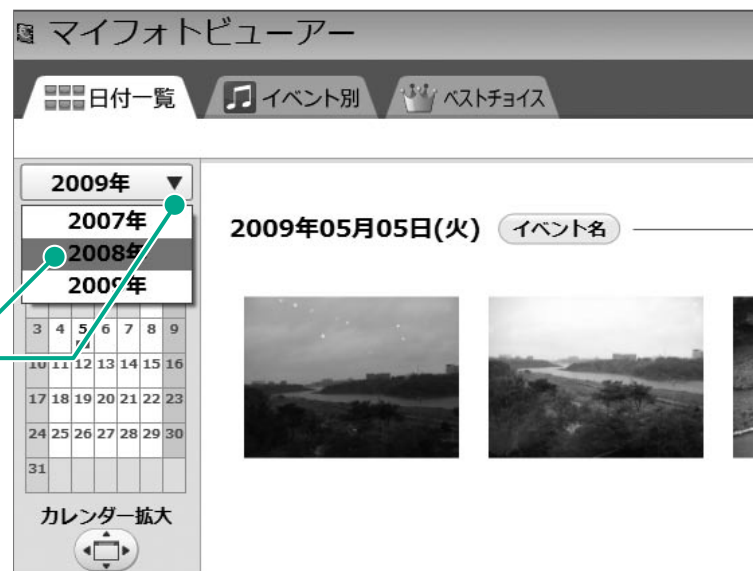 マイフォトビューアー
日付一覧 イベント別 ベストチョイス
2009年 ▼
2007年
2008年
2009年
2009年05月05日(火) イベント名
3 4 5 6 7 8 9
10 11 12 13 14 15 16
17 18 19 20 21 22 23
24 25 26 27 28 29 30
31
カレンダー拡大